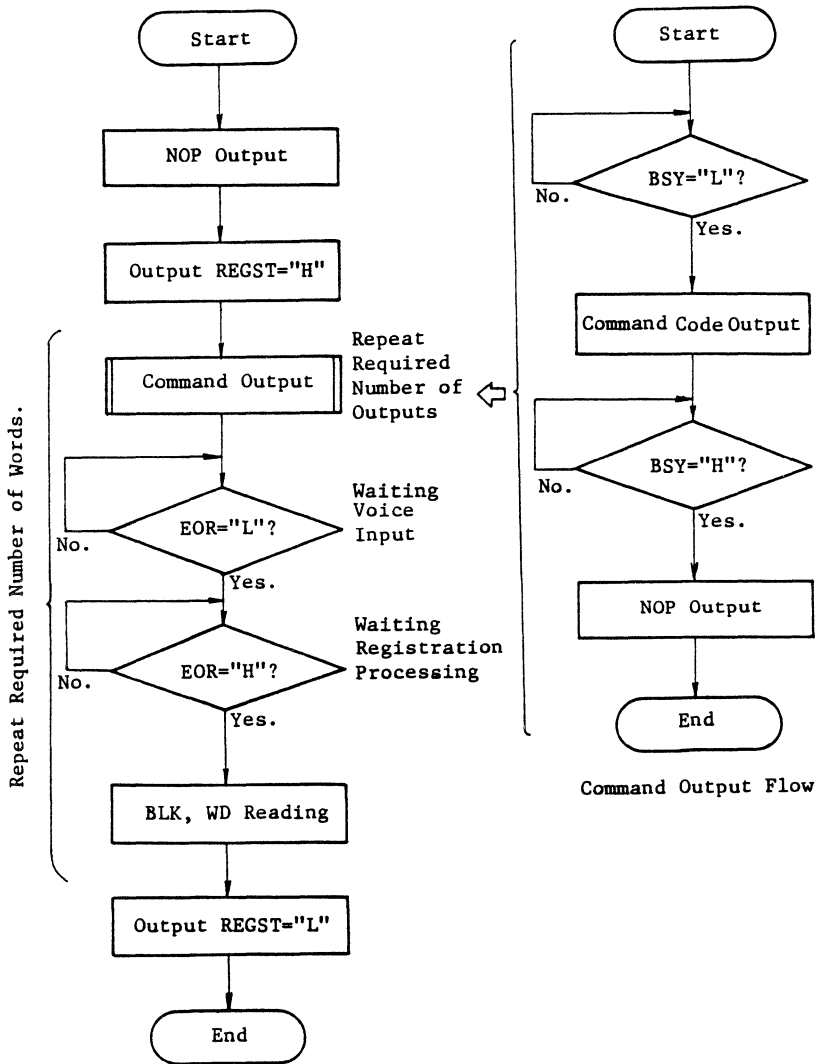 Start
NOP Output
Output REGST="H"
Repeat Required Number of Words.
Command Output
Repeat
Required
Number of
Outputs
EOR="L"?
Waiting
Voice
Input
No.
Yes.
EOR="H"?
Waiting
Registration
Processing
No.
Yes.
BLK, WD Reading
Output REGST="L"
End
Start
BSY="L"?
No.
Yes.
Command Code Output
BSY="H"?
No.
Yes.
NOP Output
End
Command Output Flow